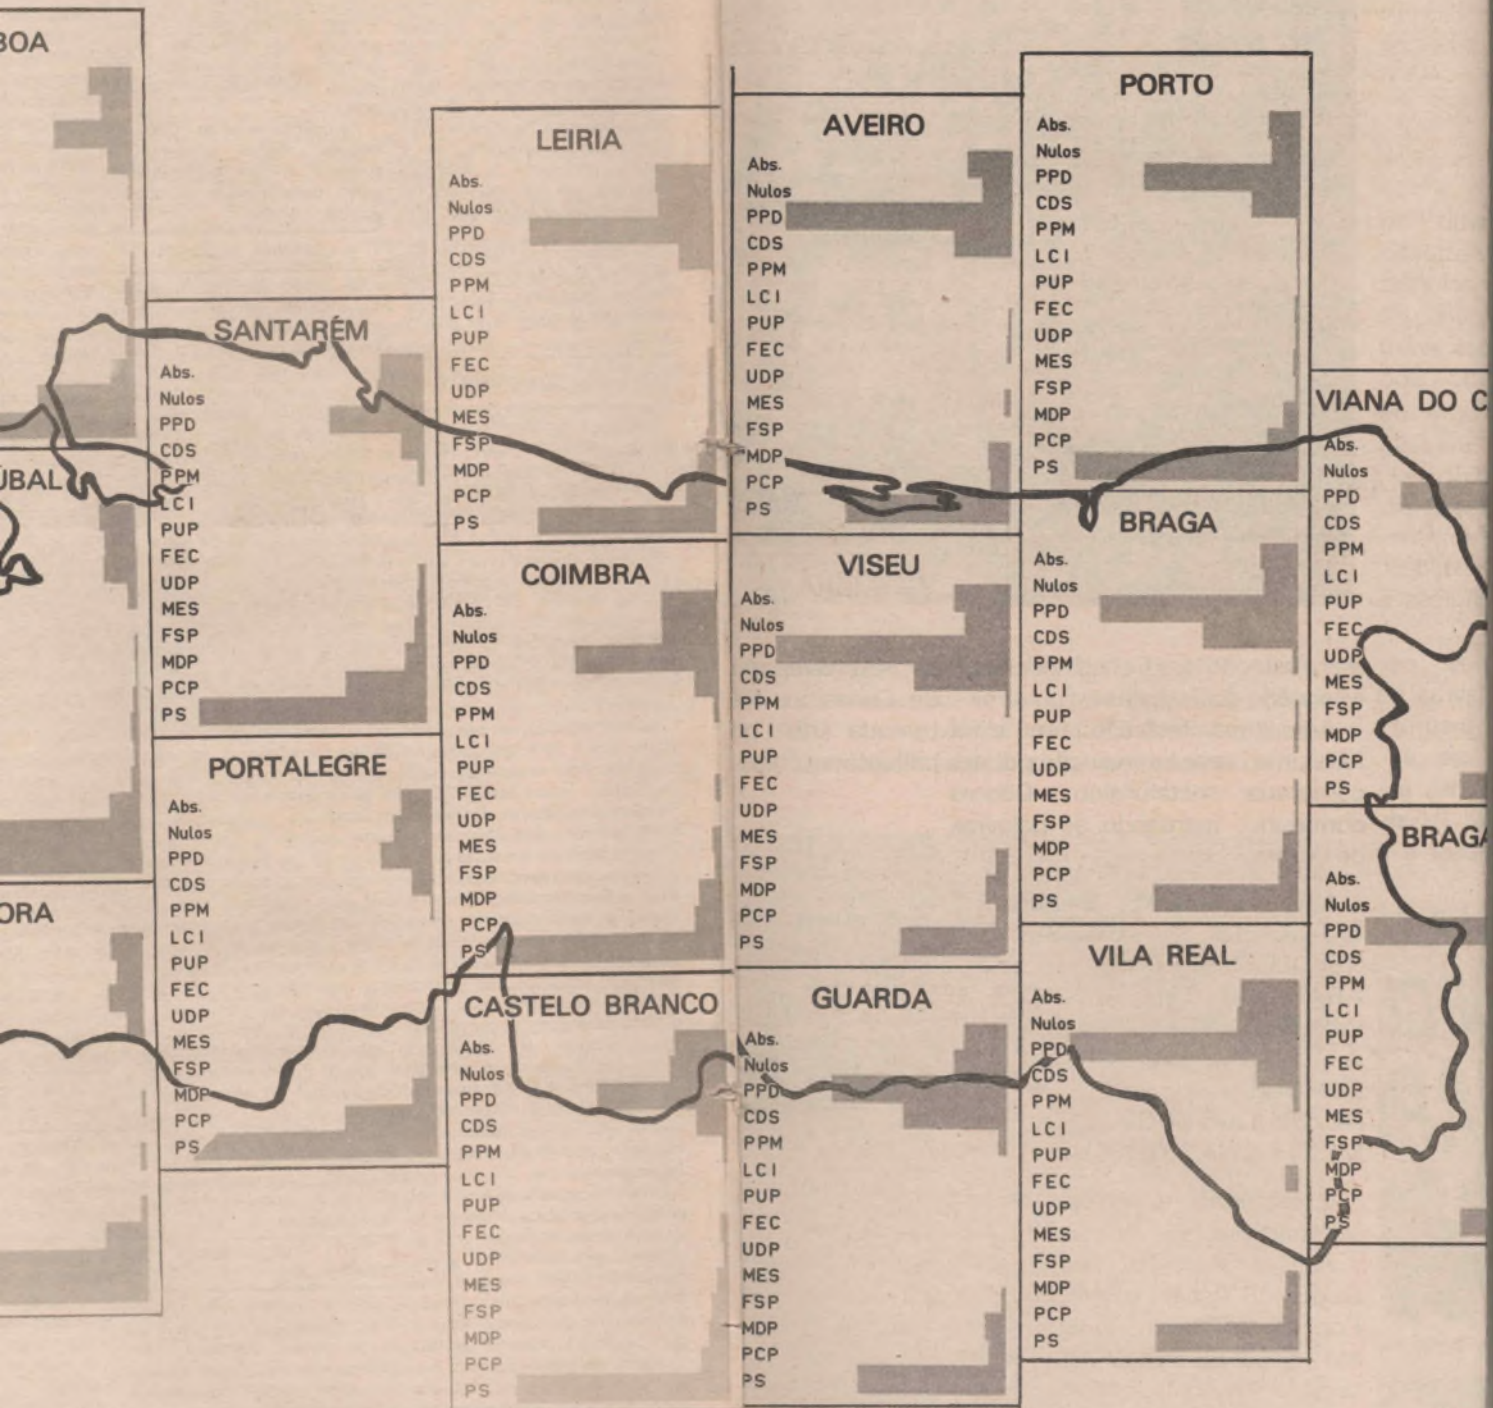 BOA
ÚBAL
ORA
SANTARÉM
Abs.
Nulos
PPD
CDS
PPM
LCI
PUP
FEC
UDP
MES
FSP
MDP
PCP
PS
PORTALEGRE
Abs.
Nulos
PPD
CDS
PPM
LCI
PUP
FEC
UDP
MES
FSP
MDP
PCP
PS
LEIRIA
Abs.
Nulos
PPD
CDS
PPM
LCI
PUP
FEC
UDP
MES
FSP
MDP
PCP
PS
COIMBRA
Abs.
Nulos
PPD
CDS
PPM
LCI
PUP
FEC
UDP
MES
FSP
MDP
PCP
PS
CASTELO BRANCO
Abs.
Nulos
PPD
CDS
PPM
LCI
PUP
FEC
UDP
MES
FSP
MDP
PCP
PS
AVEIRO
Abs.
Nulos
PPD
CDS
PPM
LCI
PUP
FEC
UDP
MES
FSP
MDP
PCP
PS
VISEU
Abs.
Nulos
PPD
CDS
PPM
LCI
PUP
FEC
UDP
MES
FSP
MDP
PCP
PS
GUARDA
Abs.
Nulos
PPD
CDS
PPM
LCI
PUP
FEC
UDP
MES
FSP
MDP
PCP
PS
PORTO
Abs.
Nulos
PPD
CDS
PPM
LCI
PUP
FEC
UDP
MES
FSP
MDP
PCP
PS
BRAGA
Abs.
Nulos
PPD
CDS
PPM
LCI
PUP
FEC
UDP
MES
FSP
MDP
PCP
PS
VILA REAL
Abs.
Nulos
PPD
CDS
PPM
LCI
PUP
FEC
UDP
MES
FSP
MDP
PCP
PS
VIANA DO C
Abs.
Nulos
PPD
CDS
PPM
LCI
PUP
FEC
UDP
MES
FSP
MDP
PCP
PS
BRAGA
Abs.
Nulos
PPD
CDS
PPM
LCI
PUP
FEC
UDP
MES
FSP
MDP
PCP
PS